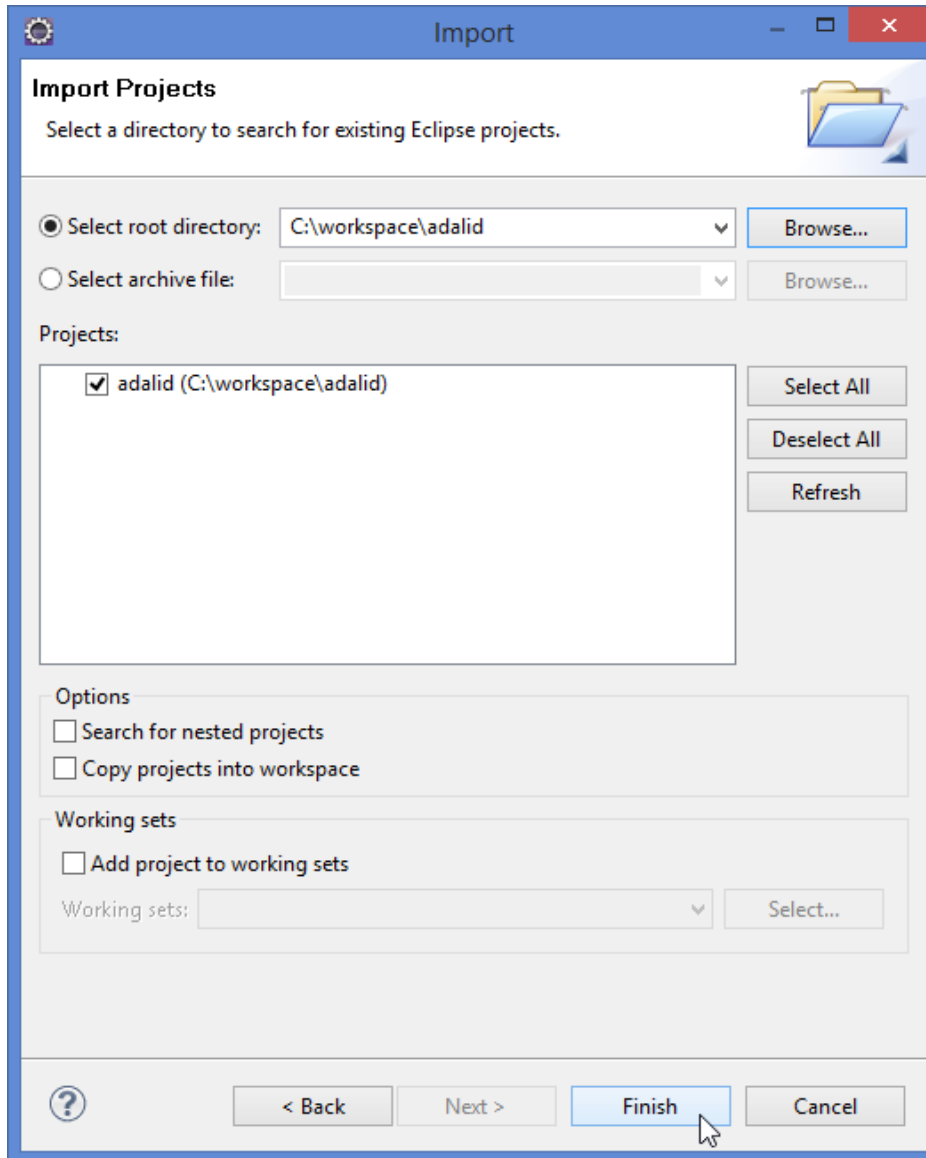 Import
Import Projects
Select a directory to search for existing Eclipse projects.
Select root directory: C:\workspace\adalid Browse...
Select archive file: Browse...
Projects:
adalid (C:\workspace\adalid)
Select All
Deselect All
Refresh
Options
Search for nested projects
Copy projects into workspace
Working sets
Add project to working sets
Working sets: Select...
? < Back Next > Finish Cancel